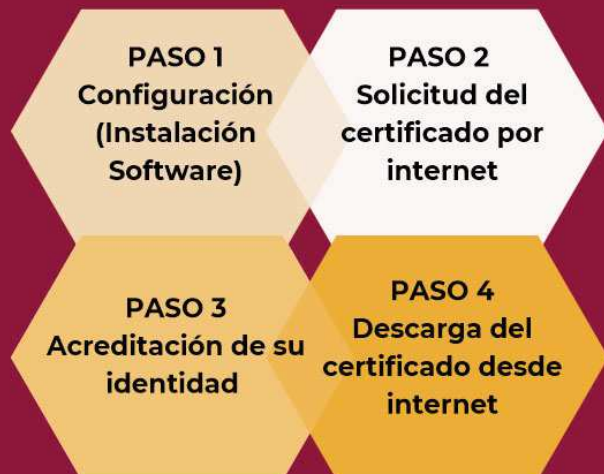 PASO 1
Configuración
(Instalación
Software)
PASO 2
Solicitud del
certificado por
internet
PASO 3
Acreditación de su
identidad
PASO 4
Descarga del
certificado desde
internet